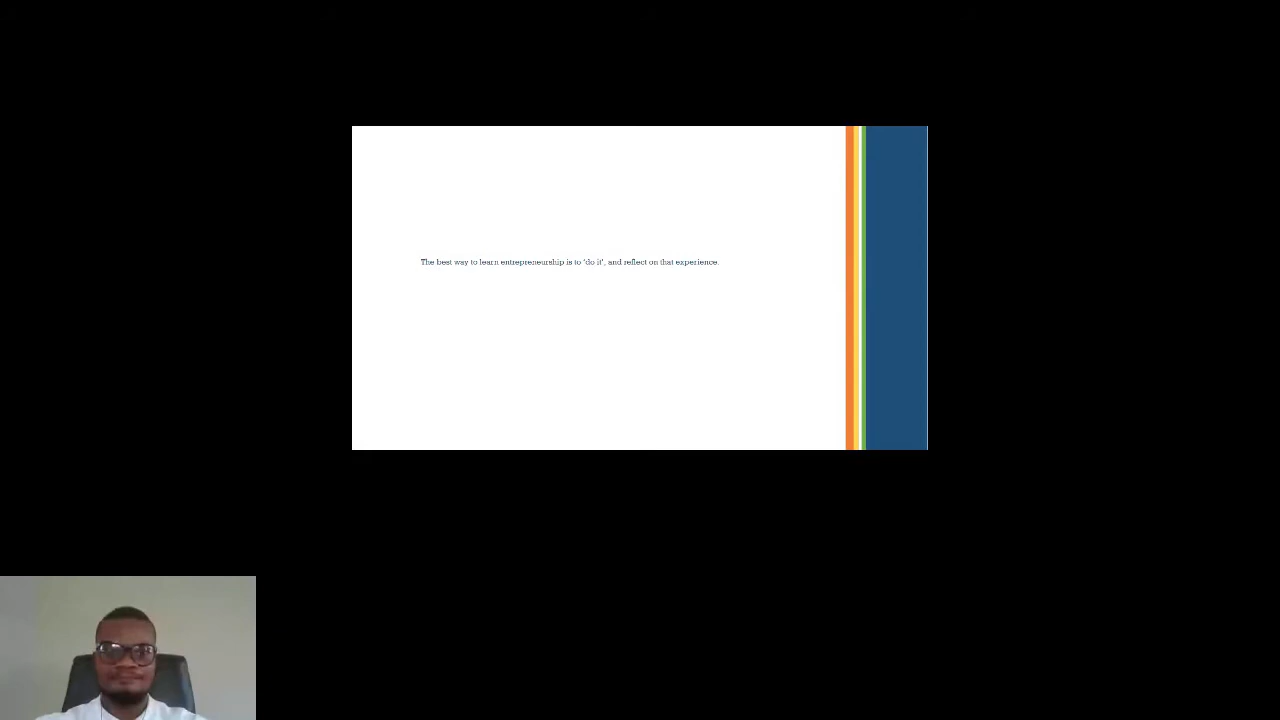 The best way to learn entrepreneurship is to 'do it', and reflect on that experience.